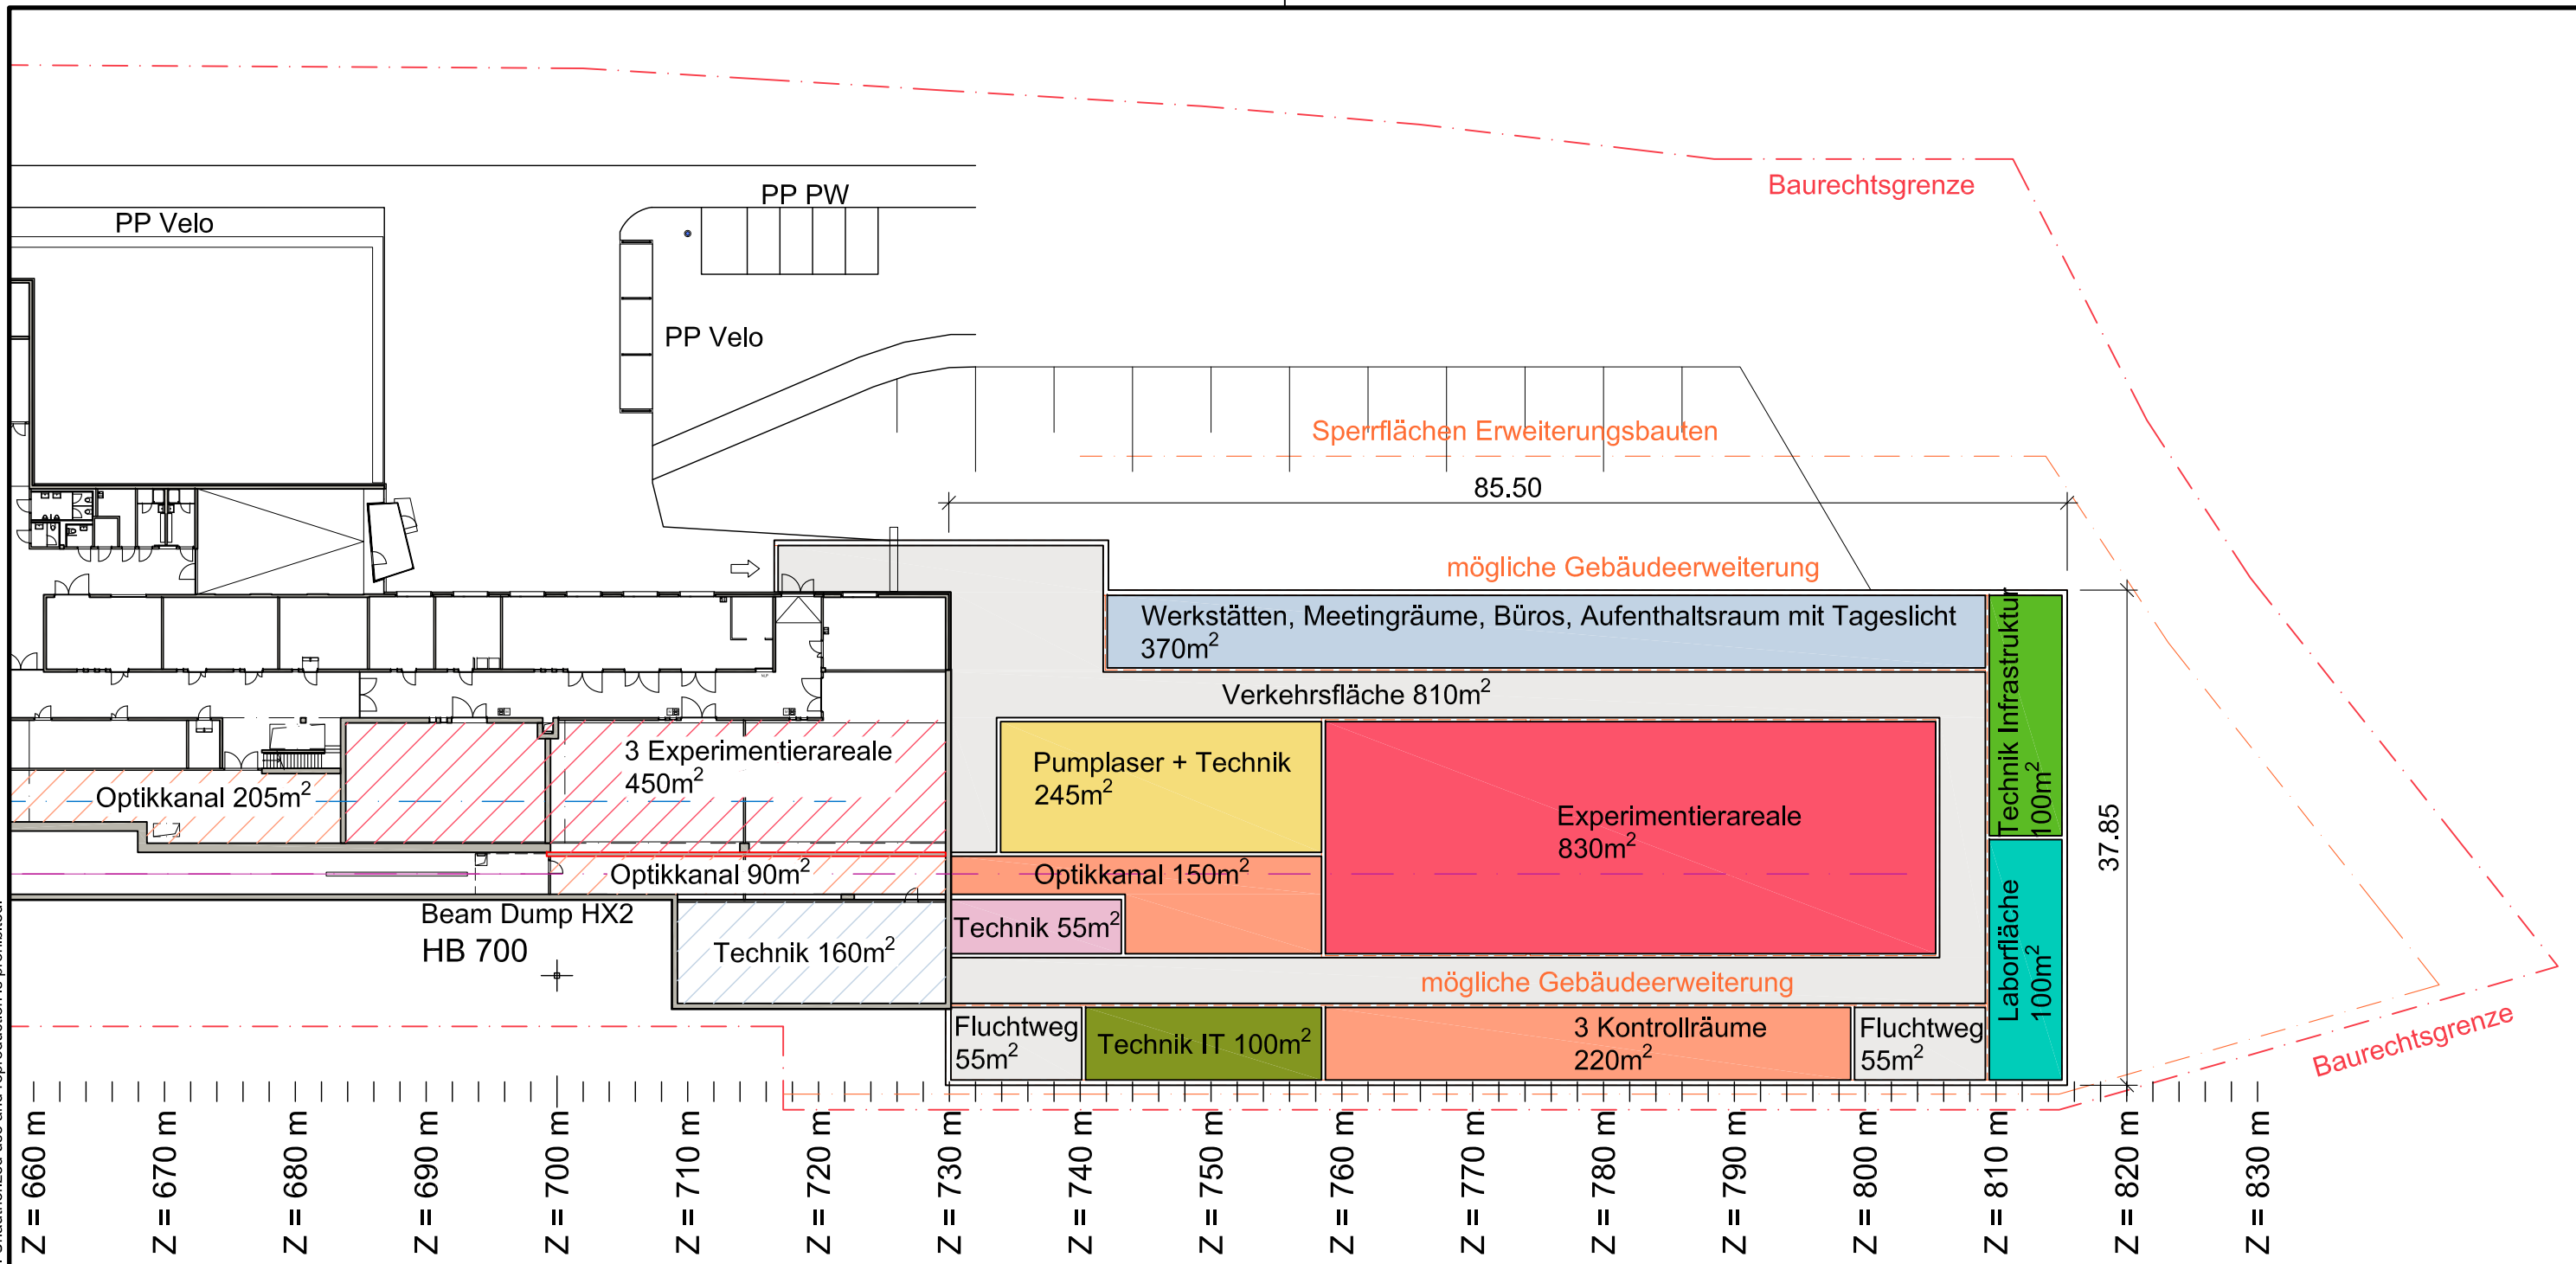 Baurechtsgrenze
PP PW
PP Velo
PP Velo
Sperrflächen Erweiterungsbauten
85.50
mögliche Gebäudeerweiterung
Werkstätten, Meetingräume, Büros, Aufenthaltsraum mit Tageslicht
370m²
Technik Infrastruktur
100m²
Verkehrsfläche 810m²
3 Experimentierareale
450m²
Pumplaser + Technik
245m²
Optikkanal 205m²
Experimentierareale
830m²
37.85
Optikkanal 90m²
Optikkanal 150m²
Laborfläche
100m²
Beam Dump HX2
HB 700
Technik 160m²
Technik 55m²
mögliche Gebäudeerweiterung
Fluchtweg
55m²
Technik IT 100m²
3 Kontrollräume
220m²
Fluchtweg
55m²
Baurechtsgrenze
Z = 660 m
Z = 670 m
Z = 680 m
Z = 690 m
Z = 700 m
Z = 710 m
Z = 720 m
Z = 730 m
Z = 740 m
Z = 750 m
Z = 760 m
Z = 770 m
Z = 780 m
Z = 790 m
Z = 800 m
Z = 810 m
Z = 820 m
Z = 830 m